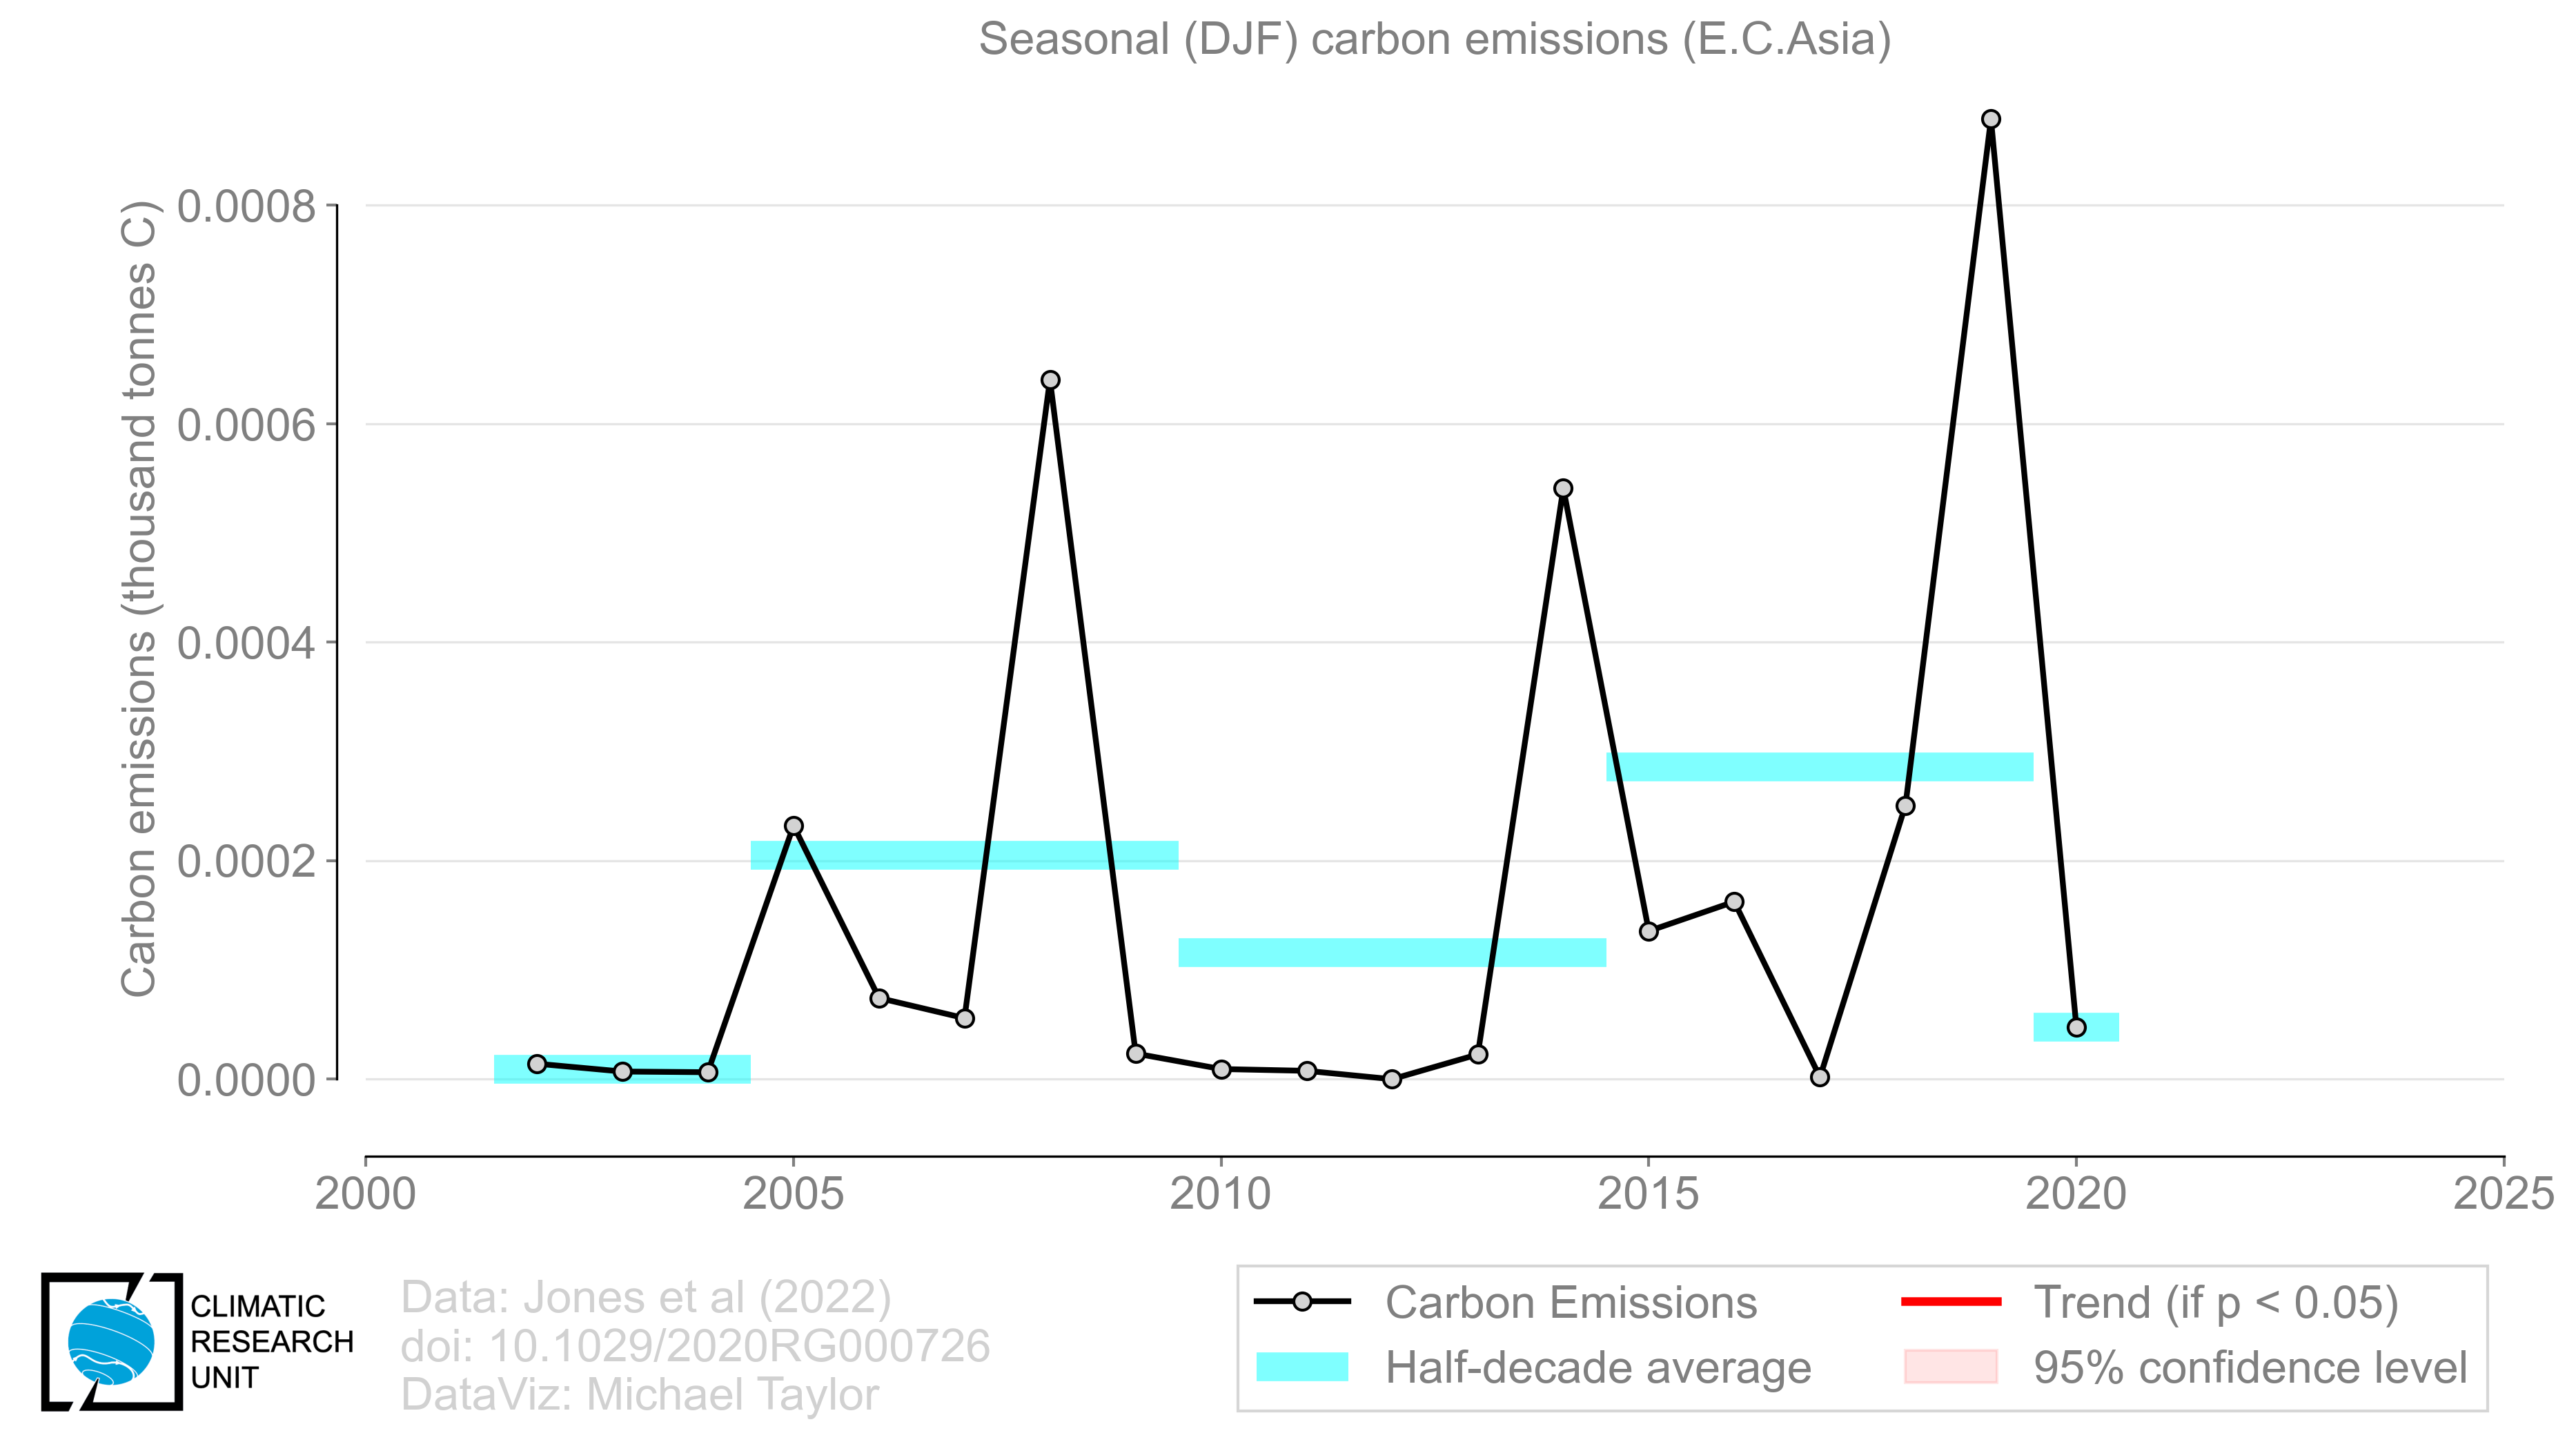 Seasonal (DJF) carbon emissions (E.C.Asia)
Carbon emissions (thousand tonnes C)
0.0008
0.0006
0.0004
0.0002
0.0000
2000 2005 2010 2015 2020 2025
CLIMATIC
RESEARCH
UNIT
Data: Jones et al (2022)
doi: 10.1029/2020RG000726
DataViz: Michael Taylor
Carbon Emissions
Half-decade average
Trend (if p < 0.05)
95% confidence level